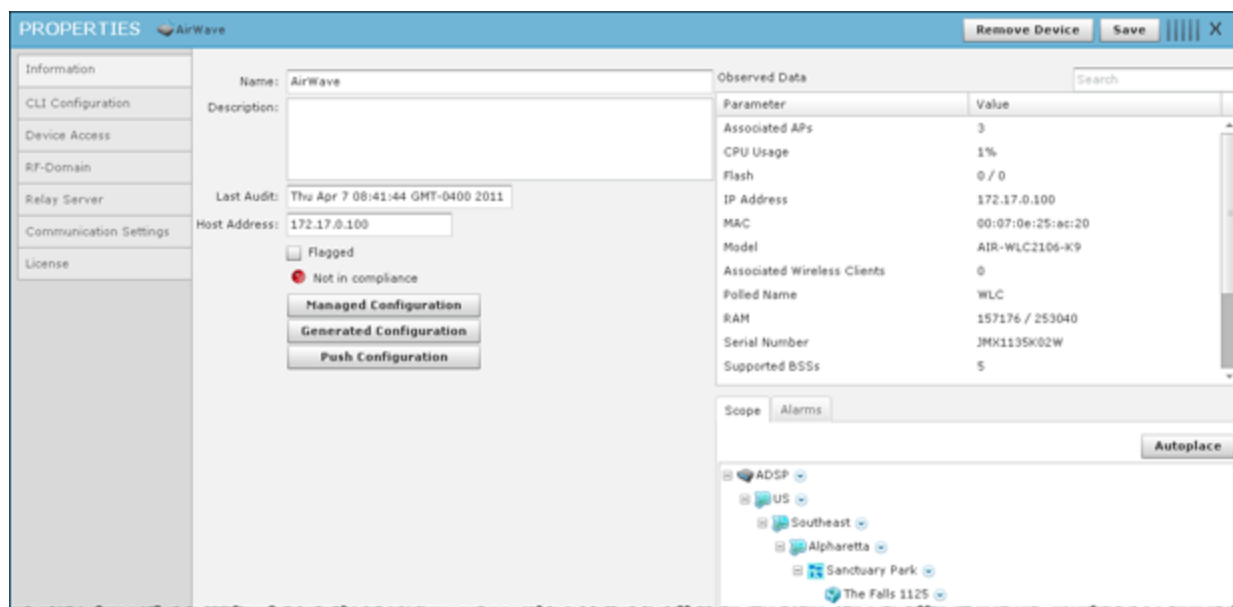 PROPERTIES AirWave Remove Device Save X
Information
CLI Configuration
Device Access
RF-Domain
Relay Server
Communication Settings
License
Name: AirWave
Description:
Last Audit: Thu Apr 7 08:41:44 GMT-0400 2011
Host Address: 172.17.0.100
Flagged
Not in compliance
Managed Configuration
Generated Configuration
Push Configuration
Observed Data Search
Parameter Value
Associated APs 3
CPU Usage 1%
Flash 0 / 0
IP Address 172.17.0.100
MAC 00:07:0e:25:ac:20
Model AIR-WLC2106-K9
Associated Wireless Clients 0
Polled Name WLC
RAM 157176 / 253040
Serial Number JMX1135K02W
Supported BSSs 5
Scope Alarms
Autoplace
ADSP
US
Southeast
Alpharetta
Sanctuary Park
The Falls 1125